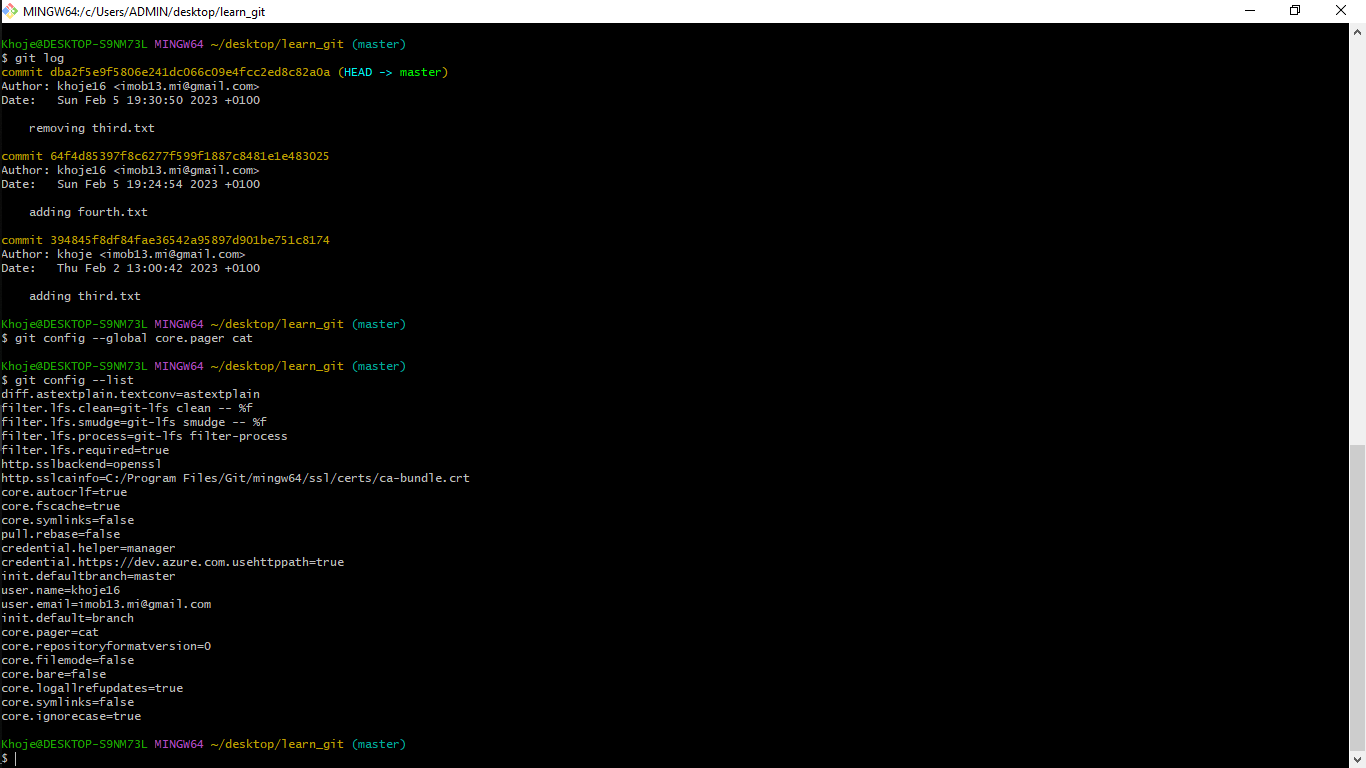 MINGW64:/c/Users/ADMIN/desktop/learn_git
Khoje@DESKTOP-S9NM73L MINGW64 ~/desktop/learn_git (master)
$ git log
commit dba2f5e9f5806e241dc066c09e4fcc2ed8c82a0a (HEAD -> master)
Author: khoje16 <imob13.mi@gmail.com>
Date:   Sun Feb 5 19:30:50 2023 +0100
    removing third.txt
commit 64f4d85397f8c6277f599f1887c8481e1e483025
Author: khoje16 <imob13.mi@gmail.com>
Date:   Sun Feb 5 19:24:54 2023 +0100
    adding fourth.txt
commit 394845f8df84fae36542a95897d901be751c8174
Author: khoje <imob13.mi@gmail.com>
Date:   Thu Feb 2 13:00:42 2023 +0100
    adding third.txt
Khoje@DESKTOP-S9NM73L MINGW64 ~/desktop/learn_git (master)
$ git config --global core.pager cat
Khoje@DESKTOP-S9NM73L MINGW64 ~/desktop/learn_git (master)
$ git config --list
diff.astextplain.textconv=astextplain
filter.lfs.clean=git-lfs clean -- %f
filter.lfs.smudge=git-lfs smudge -- %f
filter.lfs.process=git-lfs filter-process
filter.lfs.required=true
http.sslbackend=openssl
http.sslcainfo=C:/Program Files/Git/mingw64/ssl/certs/ca-bundle.crt
core.autocrlf=true
core.fscache=true
core.symlinks=false
pull.rebase=false
credential.helper=manager
credential.https://dev.azure.com.usehttppath=true
init.defaultbranch=master
user.name=khoje16
user.email=imob13.mi@gmail.com
init.default=branch
core.pager=cat
core.repositoryformatversion=0
core.filemode=false
core.bare=false
core.logallrefupdates=true
core.symlinks=false
core.ignorecase=true
Khoje@DESKTOP-S9NM73L MINGW64 ~/desktop/learn_git (master)
$